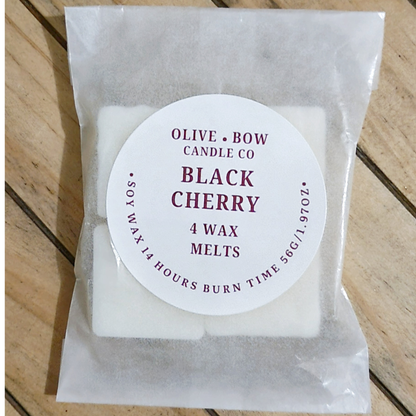 OLIVE • BOW
CANDLE CO
BLACK
CHERRY
4 WAX
MELTS
• SOY WAX 14 HOURS BURN TIME 56G/1.97OZ •